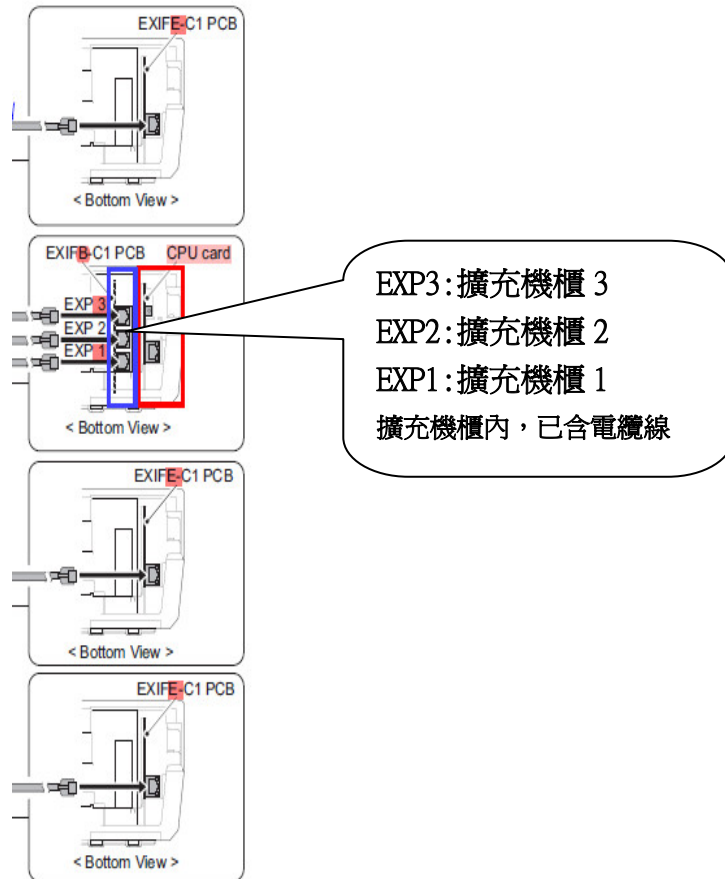 EXIFE-C1 PCB
< Bottom View >
EXIFB-C1 PCB CPU card
EXP 3
EXP 2
EXP 1
< Bottom View >
EXP3:擴充機櫃 3
EXP2:擴充機櫃 2
EXP1:擴充機櫃 1
擴充機櫃內，已含電纜線
EXIFE-C1 PCB
< Bottom View >
EXIFE-C1 PCB
< Bottom View >